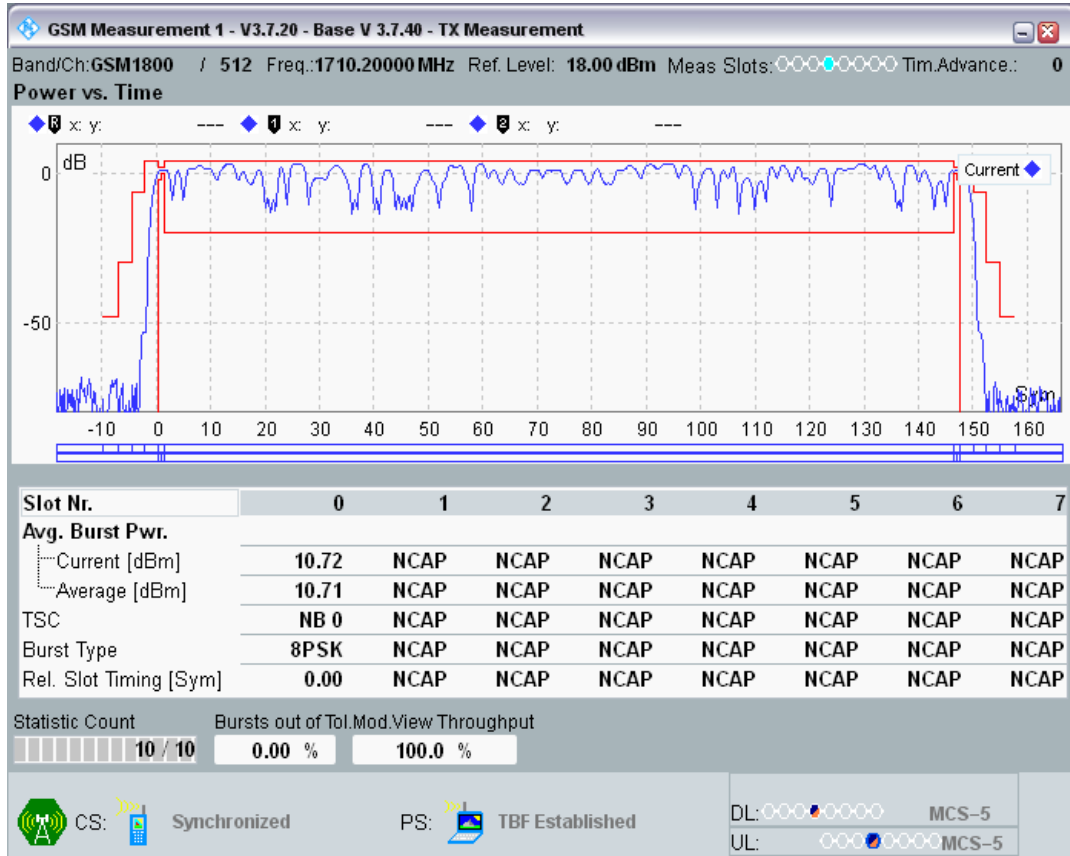 GSM Measurement 1 - V3.7.20 - Base V 3.7.40 - TX Measurement
Band/Ch:GSM1800 / 512 Freq.:1710.20000 MHz Ref. Level: 18.00 dBm Meas Slots: Tim.Advance.: 0
Power vs. Time
R x: y: --- 1 x: y: --- 2 x: y: ---
dB
Current
0
-50
Sym
-10 0 10 20 30 40 50 60 70 80 90 100 110 120 130 140 150 160
Slot Nr. 0 1 2 3 4 5 6 7
Avg. Burst Pwr.
Current [dBm] 10.72 NCAP NCAP NCAP NCAP NCAP NCAP NCAP
Average [dBm] 10.71 NCAP NCAP NCAP NCAP NCAP NCAP NCAP
TSC NB 0 NCAP NCAP NCAP NCAP NCAP NCAP NCAP
Burst Type 8PSK NCAP NCAP NCAP NCAP NCAP NCAP NCAP
Rel. Slot Timing [Sym] 0.00 NCAP NCAP NCAP NCAP NCAP NCAP NCAP
Statistic Count Bursts out of Tol. Mod.View Throughput
10 / 10 0.00 % 100.0 %
CS: Synchronized PS: TBF Established DL: MCS-5
UL: MCS-5